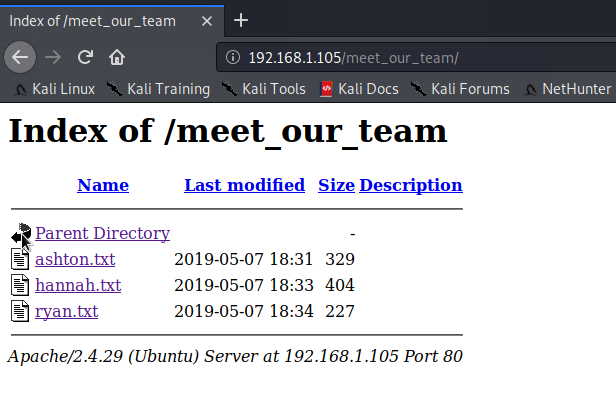 Index of /meet_our_team
192.168.1.105/meet_our_team/
Kali Linux Kali Training Kali Tools Kali Docs Kali Forums NetHunter
Index of /meet_our_team
Name Last modified Size Description
Parent Directory -
ashton.txt 2019-05-07 18:31 329
hannah.txt 2019-05-07 18:33 404
ryan.txt 2019-05-07 18:34 227
Apache/2.4.29 (Ubuntu) Server at 192.168.1.105 Port 80